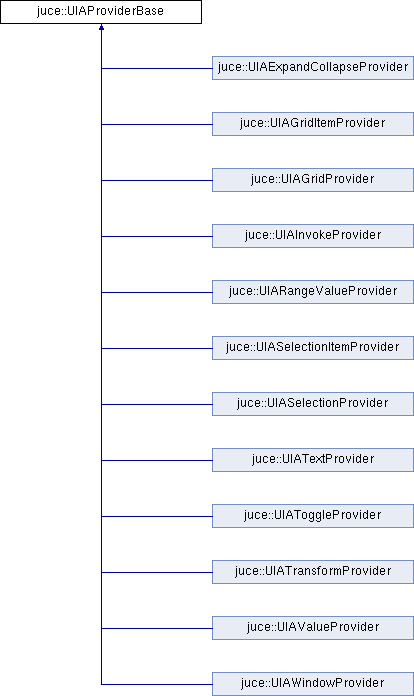 juce::UIAProviderBase
juce::UIAExpandCollapseProvider
juce::UIAGridItemProvider
juce::UIAGridProvider
juce::UIAInvokeProvider
juce::UIARangeValueProvider
juce::UIASelectionItemProvider
juce::UIASelectionProvider
juce::UIATextProvider
juce::UIAToggleProvider
juce::UIATransformProvider
juce::UIAValueProvider
juce::UIAWindowProvider